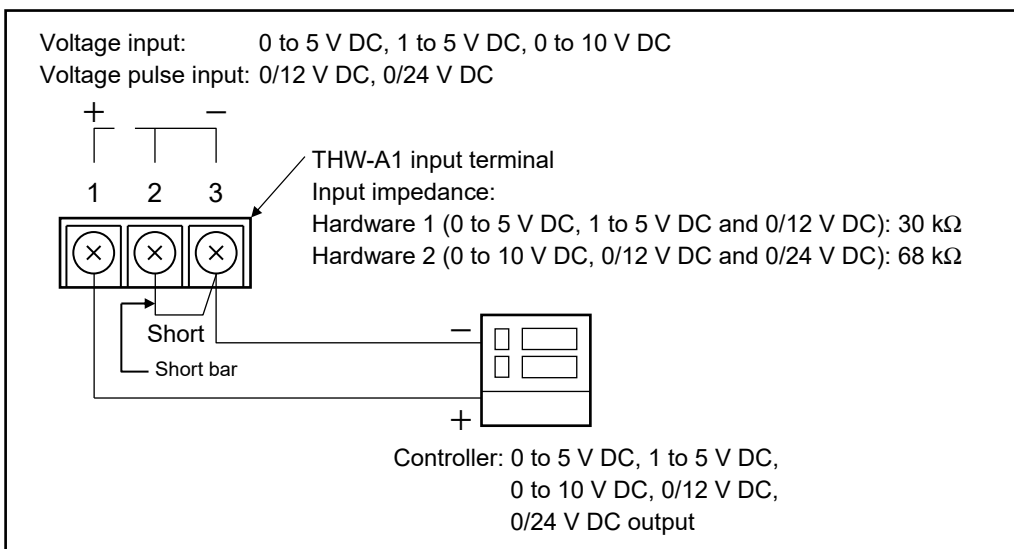 Voltage input: 0 to 5 V DC, 1 to 5 V DC, 0 to 10 V DC
Voltage pulse input: 0/12 V DC, 0/24 V DC
+ −
THW-A1 input terminal
1 2 3
Input impedance:
Hardware 1 (0 to 5 V DC, 1 to 5 V DC and 0/12 V DC): 30 kΩ
Hardware 2 (0 to 10 V DC, 0/12 V DC and 0/24 V DC): 68 kΩ
Short
−
Short bar
+
Controller: 0 to 5 V DC, 1 to 5 V DC,
0 to 10 V DC, 0/12 V DC,
0/24 V DC output